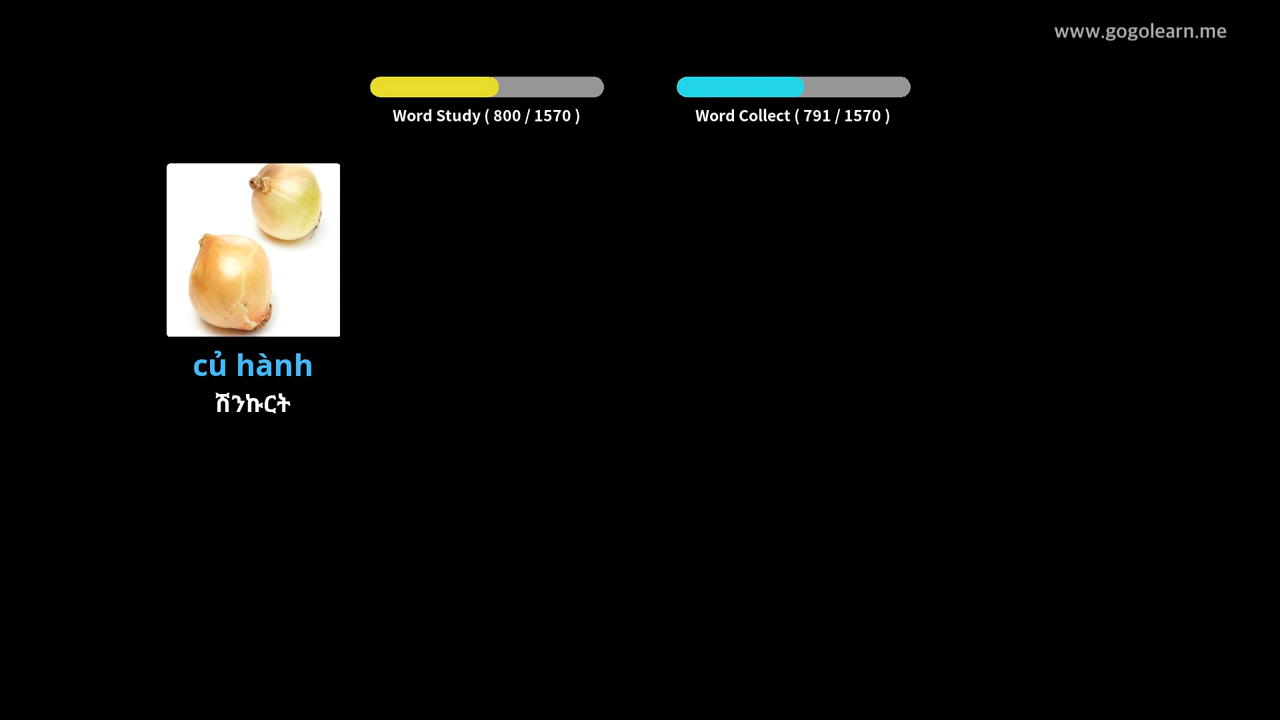 www.gogolearn.me
Word Study ( 800 / 1570 )
Word Collect ( 791 / 1570 )
củ hành
ሽንኩርት